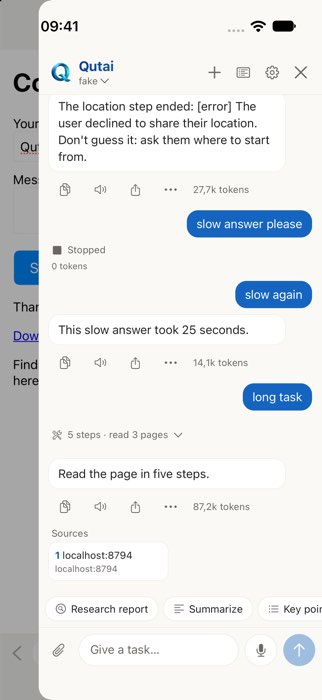 09:41
Qutai
fake
The location step ended: [error] The
user declined to share their location.
Don't guess it: ask them where to start
from.
27,7k tokens
slow answer please
Stopped
0 tokens
slow again
This slow answer took 25 seconds.
14,1k tokens
long task
5 steps · read 3 pages
Read the page in five steps.
87,2k tokens
Sources
1 localhost:8794
localhost:8794
Research report
Summarize
Key poin
Give a task...
Co
Your
Qu
Mes
S
Than
Dow
Find
here